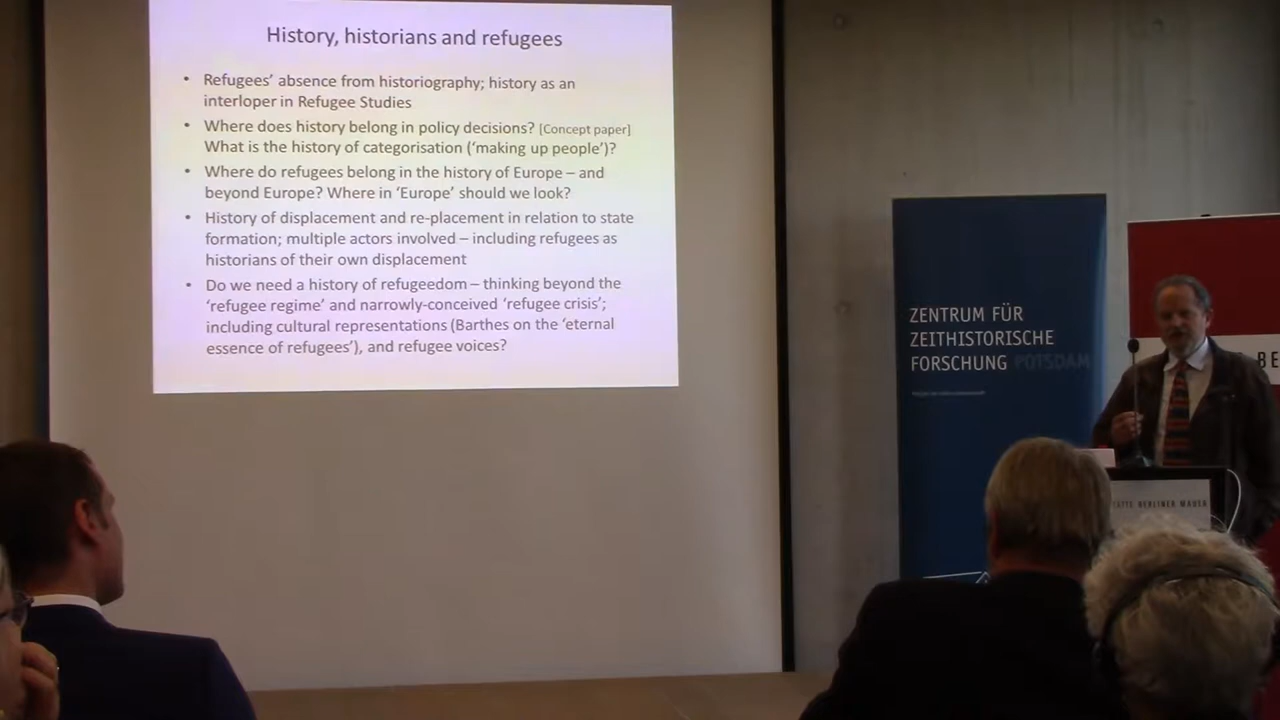 History, historians and refugees
• Refugees’ absence from historiography; history as an
interloper in Refugee Studies
• Where does history belong in policy decisions? [Concept paper]
What is the history of categorisation (‘making up people’)?
• Where do refugees belong in the history of Europe – and
beyond Europe? Where in ‘Europe’ should we look?
• History of displacement and re-placement in relation to state
formation; multiple actors involved – including refugees as
historians of their own displacement
• Do we need a history of refugeedom – thinking beyond the
‘refugee regime’ and narrowly-conceived ‘refugee crisis’;
including cultural representations (Barthes on the ‘eternal
essence of refugees’), and refugee voices?
ZENTRUM FÜR
ZEITHISTORISCHE
FORSCHUNG POTSDAM
BE
BERLINER MAUER